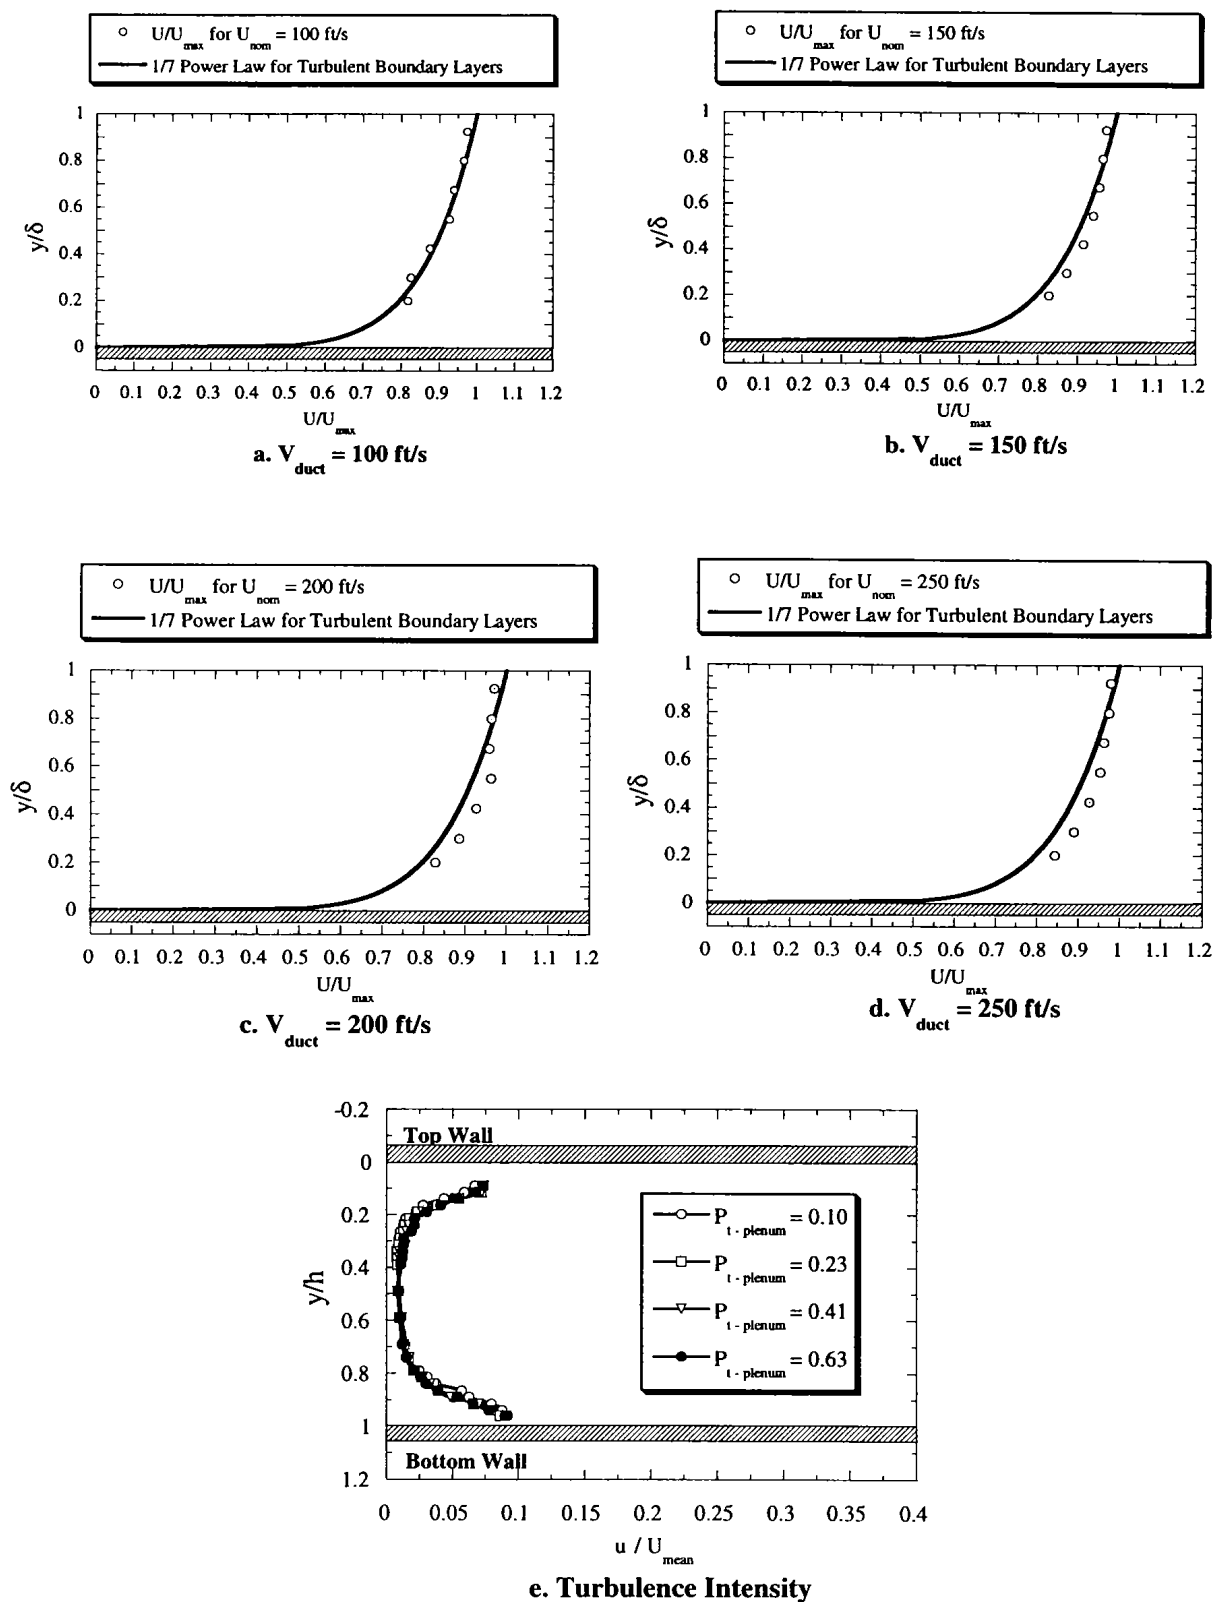 U/U_max for U_nom = 100 ft/s
1/7 Power Law for Turbulent Boundary Layers
1
0.8
0.6
0.4
0.2
0
y/δ
0 0.1 0.2 0.3 0.4 0.5 0.6 0.7 0.8 0.9 1 1.1 1.2
U/U_max
a. V_duct = 100 ft/s
U/U_max for U_nom = 150 ft/s
1/7 Power Law for Turbulent Boundary Layers
1
0.8
0.6
0.4
0.2
0
y/δ
0 0.1 0.2 0.3 0.4 0.5 0.6 0.7 0.8 0.9 1 1.1 1.2
U/U_max
b. V_duct = 150 ft/s
U/U_max for U_nom = 200 ft/s
1/7 Power Law for Turbulent Boundary Layers
1
0.8
0.6
0.4
0.2
0
y/δ
0 0.1 0.2 0.3 0.4 0.5 0.6 0.7 0.8 0.9 1 1.1 1.2
U/U_max
c. V_duct = 200 ft/s
U/U_max for U_nom = 250 ft/s
1/7 Power Law for Turbulent Boundary Layers
1
0.8
0.6
0.4
0.2
0
y/δ
0 0.1 0.2 0.3 0.4 0.5 0.6 0.7 0.8 0.9 1 1.1 1.2
U/U_max
d. V_duct = 250 ft/s
-0.2
Top Wall
0
0.2
0.4
0.6
0.8
1
1.2
y/h
P_t - plenum = 0.10
P_t - plenum = 0.23
P_t - plenum = 0.41
P_t - plenum = 0.63
Bottom Wall
0 0.05 0.1 0.15 0.2 0.25 0.3 0.35 0.4
u / U_mean
e. Turbulence Intensity